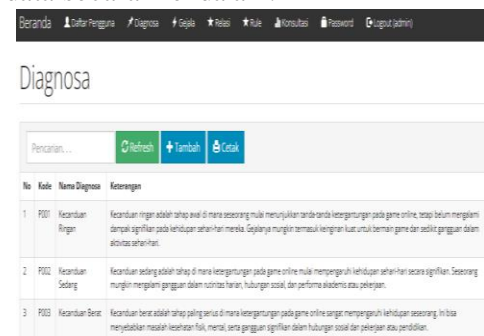 Beranda Daftar Pengguna Diagnosa Gejala Relasi Rule Konsultasi Password Logout (admin)
Diagnosa
Pencarian. . . Refresh Tambah Cetak
No Kode Nama Diagnosa Keterangan
1 P001 Kecanduan Ringan Kecanduan ringan adalah tahap awal di mana seseorang mulai menunjukkan tanda-tanda ketergantungan pada game online, tetapi belum mengalami
dampak signifikan pada kehidupan sehari-hari mereka. Gejalanya mungkin termasuk keinginan kuat untuk bermain game dan sedikit gangguan dalam
aktivitas sehari-hari.
2 P002 Kecanduan Sedang Kecanduan sedang adalah tahap di mana ketergantungan pada game online mulai mempengaruhi kehidupan sehari-hari secara signifikan. Seseorang
mungkin mengalami gangguan dalam rutinitas harian, hubungan sosial, dan performa akademis atau pekerjaan.
3 P003 Kecanduan Berat Kecanduan berat adalah tahap paling serius di mana ketergantungan pada game online sangat mempengaruhi kehidupan seseorang. Ini bisa
menyebabkan masalah kesehatan fisik, mental, serta gangguan signifikan dalam hubungan sosial dan pekerjaan atau pendidikan.